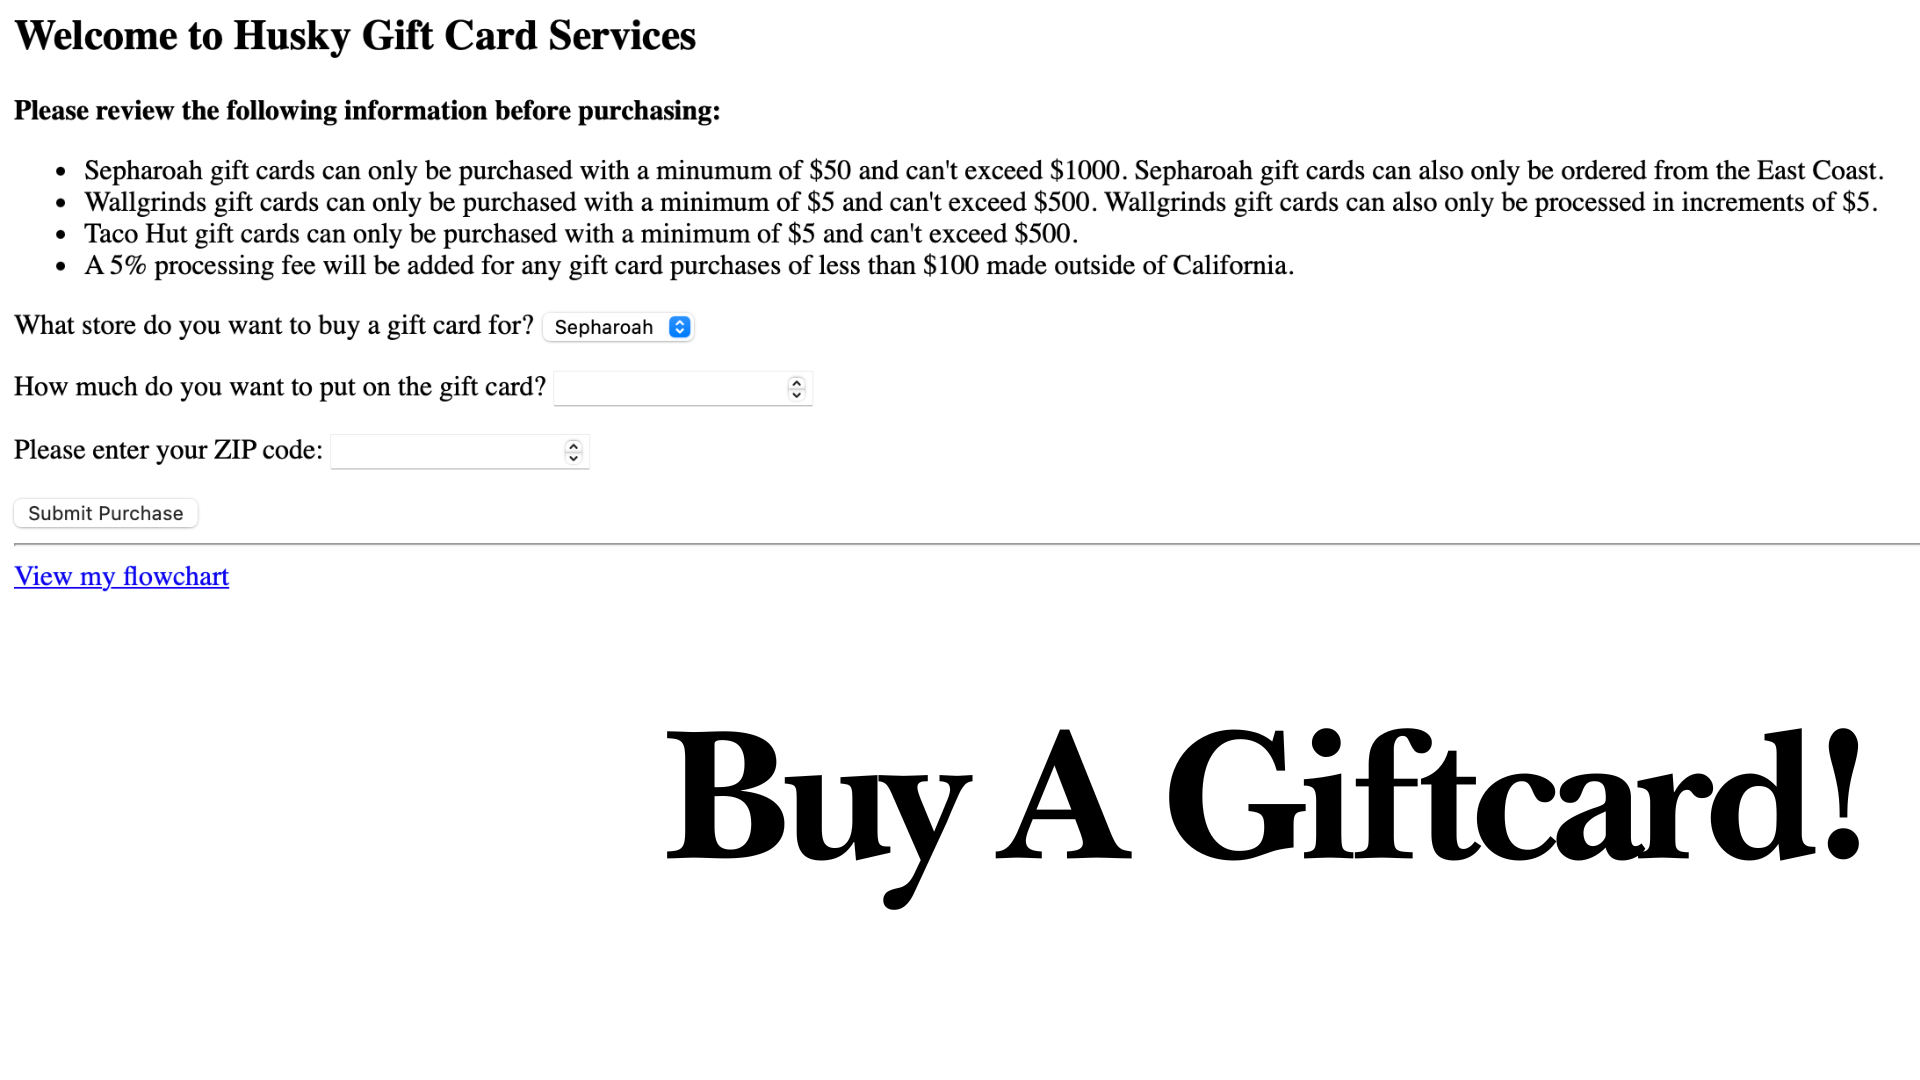 Welcome to Husky Gift Card Services
Please review the following information before purchasing:
• Sepharoah gift cards can only be purchased with a minumum of $50 and can't exceed $1000. Sepharoah gift cards can also only be ordered from the East Coast.
• Wallgrinds gift cards can only be purchased with a minimum of $5 and can't exceed $500. Wallgrinds gift cards can also only be processed in increments of $5.
• Taco Hut gift cards can only be purchased with a minimum of $5 and can't exceed $500.
• A 5% processing fee will be added for any gift card purchases of less than $100 made outside of California.
What store do you want to buy a gift card for? Sepharoah
How much do you want to put on the gift card?
Please enter your ZIP code:
Submit Purchase
View my flowchart
Buy A Giftcard!